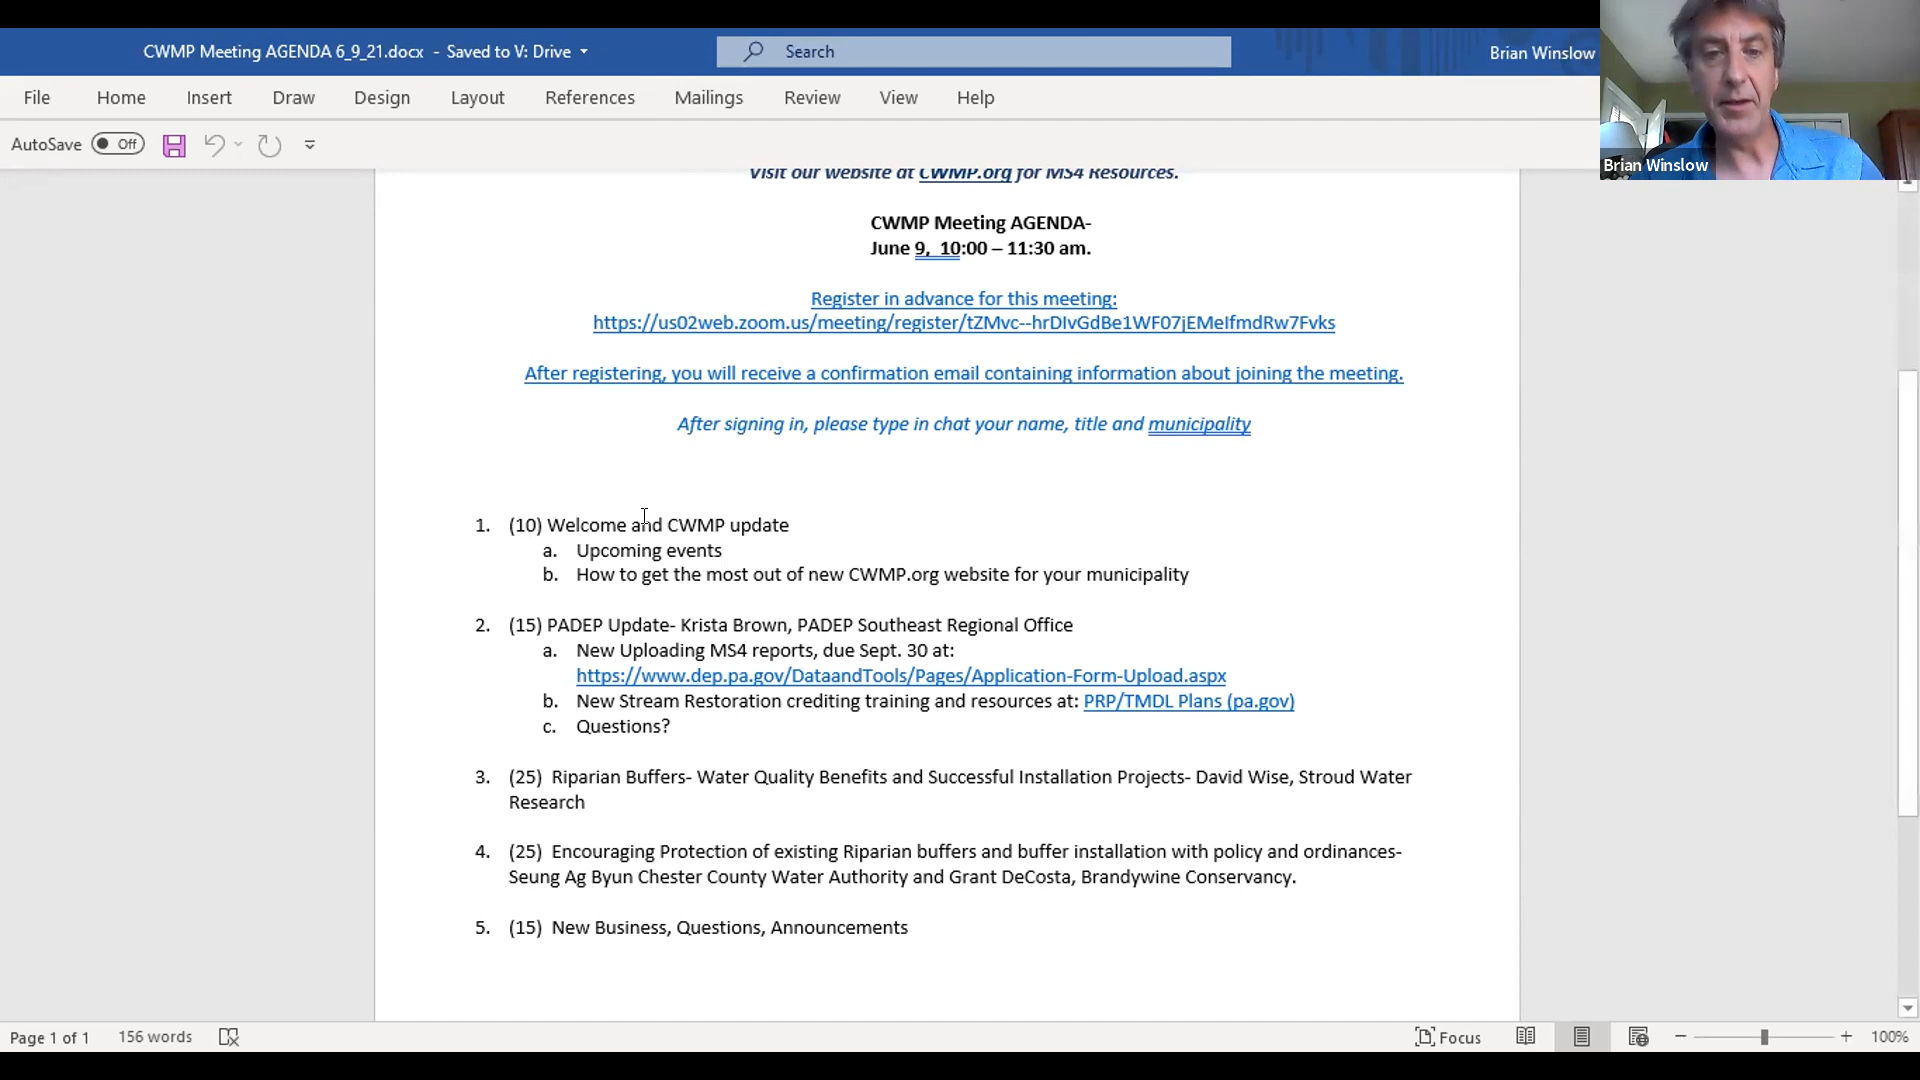 CWMP Meeting AGENDA 6_9_21.docx - Saved to V: Drive
Search
Brian Winslow
File Home Insert Draw Design Layout References Mailings Review View Help
AutoSave Off
Brian Winslow
Visit our website at CWMP.org for MS4 Resources.
CWMP Meeting AGENDA-
June 9, 10:00 – 11:30 am.
Register in advance for this meeting:
https://us02web.zoom.us/meeting/register/tZMvc--hrDIvGdBe1WF07jEMeIfmdRw7Fvks
After registering, you will receive a confirmation email containing information about joining the meeting.
After signing in, please type in chat your name, title and municipality
1. (10) Welcome and CWMP update
a. Upcoming events
b. How to get the most out of new CWMP.org website for your municipality
2. (15) PADEP Update- Krista Brown, PADEP Southeast Regional Office
a. New Uploading MS4 reports, due Sept. 30 at:
https://www.dep.pa.gov/DataandTools/Pages/Application-Form-Upload.aspx
b. New Stream Restoration crediting training and resources at: PRP/TMDL Plans (pa.gov)
c. Questions?
3. (25) Riparian Buffers- Water Quality Benefits and Successful Installation Projects- David Wise, Stroud Water
Research
4. (25) Encouraging Protection of existing Riparian buffers and buffer installation with policy and ordinances-
Seung Ag Byun Chester County Water Authority and Grant DeCosta, Brandywine Conservancy.
5. (15) New Business, Questions, Announcements
Page 1 of 1 156 words Focus 100%